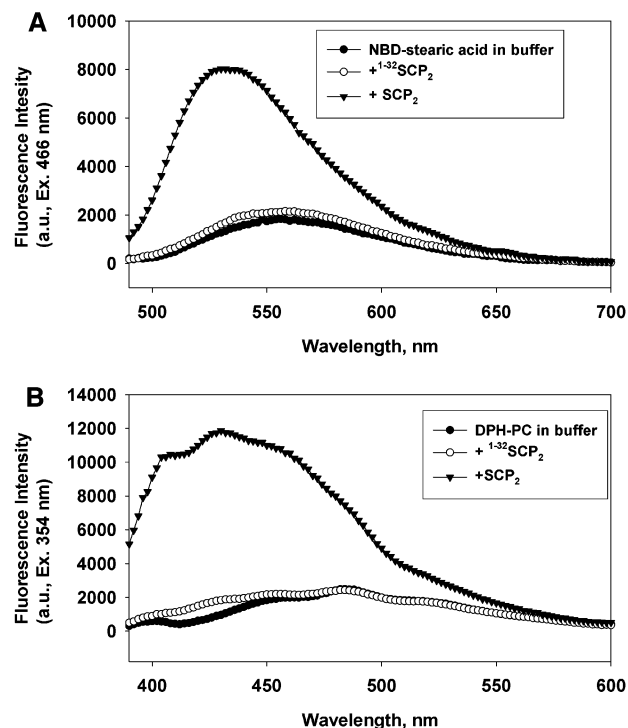 A
Fluorescence Intesity
(a.u., Ex. 466 nm)
10000
8000
6000
4000
2000
0
NBD-stearic acid in buffer
+1-32SCP2
+ SCP2
500 550 600 650 700
Wavelength, nm
B
Fluorescence Intensity
(a.u., Ex. 354 nm)
14000
12000
10000
8000
6000
4000
2000
0
DPH-PC in buffer
+ 1-32SCP2
+SCP2
400 450 500 550 600
Wavelength, nm